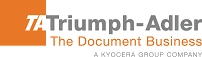 TA Triumph-Adler
The Document Business
A KYOCERA GROUP COMPANY